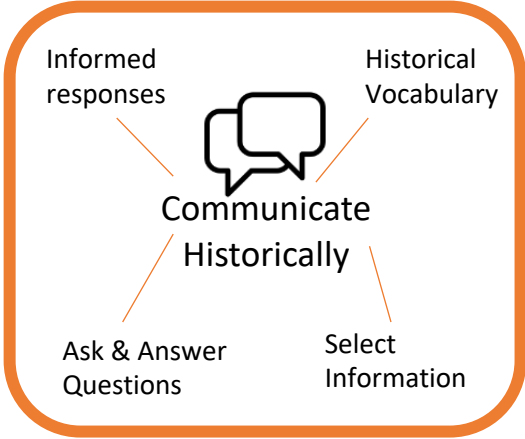 Informed
responses
Historical
Vocabulary
Communicate
Historically
Ask & Answer
Questions
Select
Information